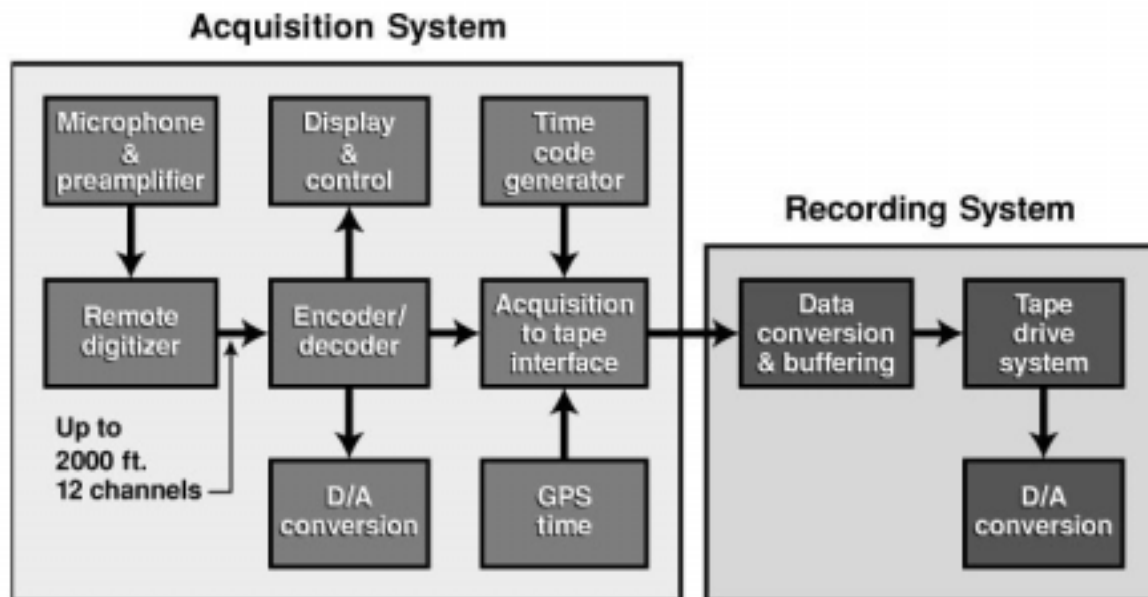 Acquisition System
Microphone
&
preamplifier
Display
&
control
Time
code
generator
Recording System
Remote
digitizer
Encoder/
decoder
Acquisition
to tape
interface
Data
conversion
& buffering
Tape
drive
system
Up to
2000 ft.
12 channels
D/A
conversion
GPS
time
D/A
conversion